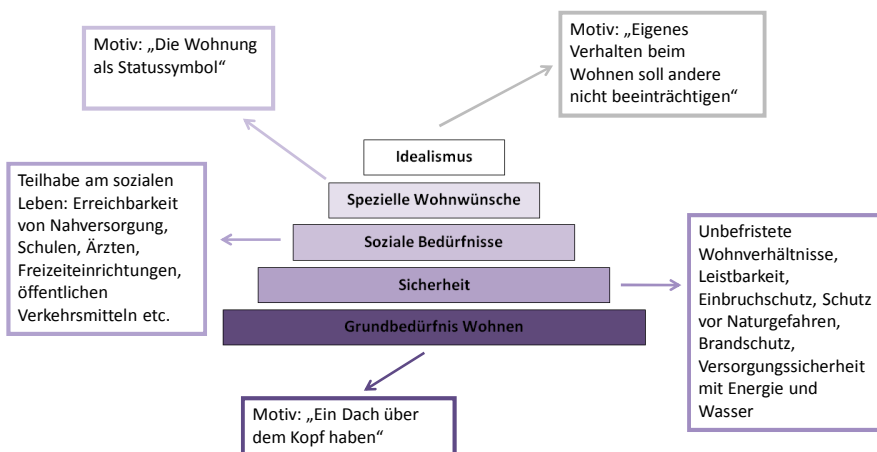 Motiv: „Die Wohnung
als Statussymbol“
Motiv: „Eigenes
Verhalten beim
Wohnen soll andere
nicht beeinträchtigen“
Idealismus
Spezielle Wohnwünsche
Soziale Bedürfnisse
Sicherheit
Grundbedürfnis Wohnen
Teilhabe am sozialen
Leben: Erreichbarkeit
von Nahversorgung,
Schulen, Ärzten,
Freizeiteinrichtungen,
öffentlichen
Verkehrsmitteln etc.
Unbefristete
Wohnverhältnisse,
Leistbarkeit,
Einbruchschutz, Schutz
vor Naturgefahren,
Brandschutz,
Versorgungssicherheit
mit Energie und
Wasser
Motiv: „Ein Dach über
dem Kopf haben“